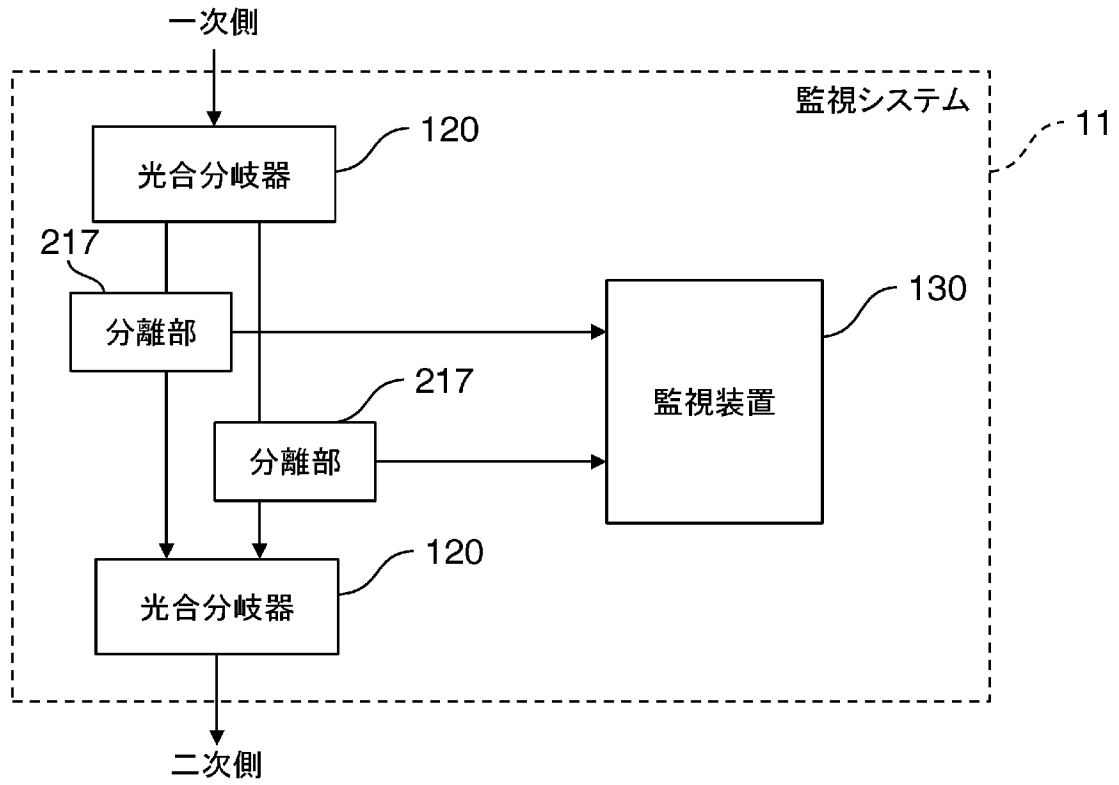 一次側
監視システム
11
120
光合分岐器
217
分離部
130
217
監視装置
分離部
120
光合分岐器
二次側